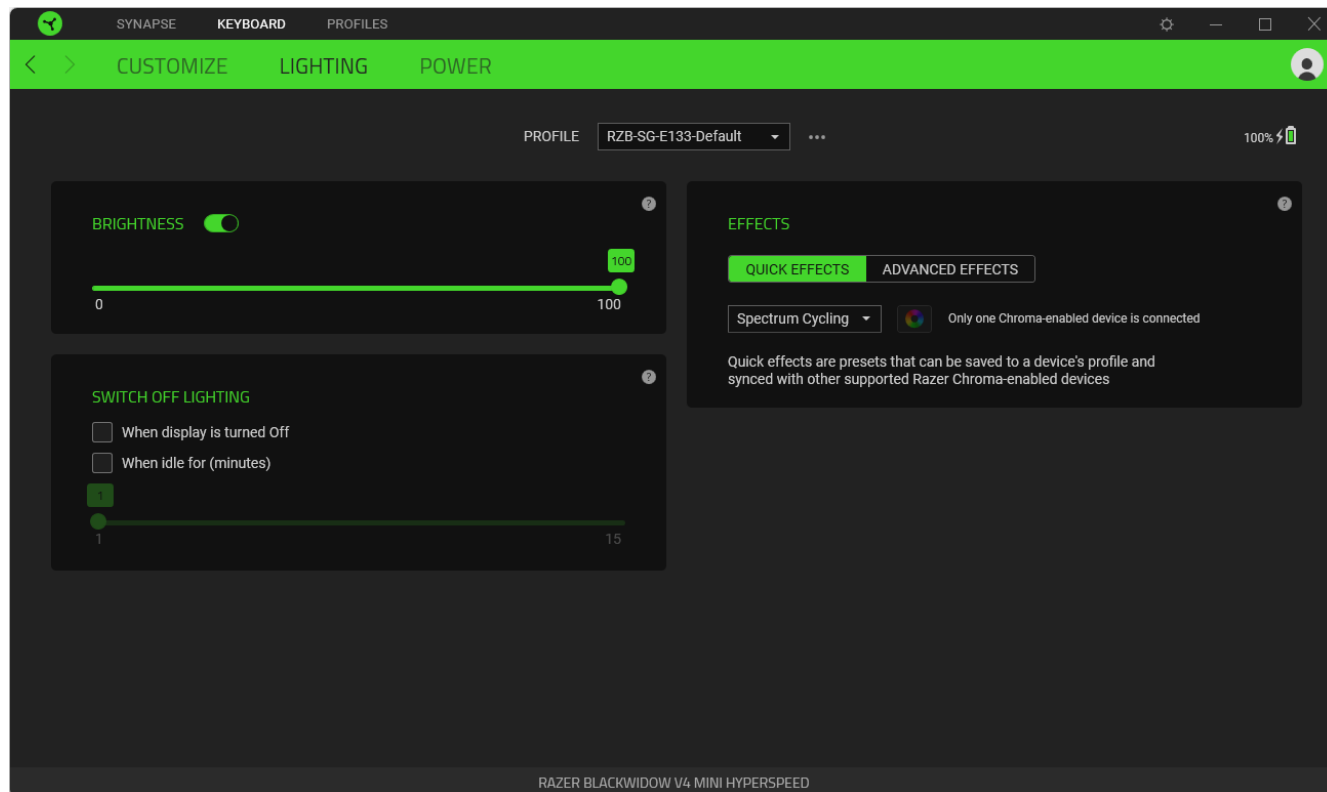 SYNAPSE KEYBOARD PROFILES
CUSTOMIZE LIGHTING POWER
PROFILE RZB-SG-E133-Default
100%
BRIGHTNESS
100
0 100
SWITCH OFF LIGHTING
When display is turned Off
When idle for (minutes)
1
1 15
EFFECTS
QUICK EFFECTS ADVANCED EFFECTS
Spectrum Cycling Only one Chroma-enabled device is connected
Quick effects are presets that can be saved to a device's profile and
synced with other supported Razer Chroma-enabled devices
RAZER BLACKWIDOW V4 MINI HYPERSPEED